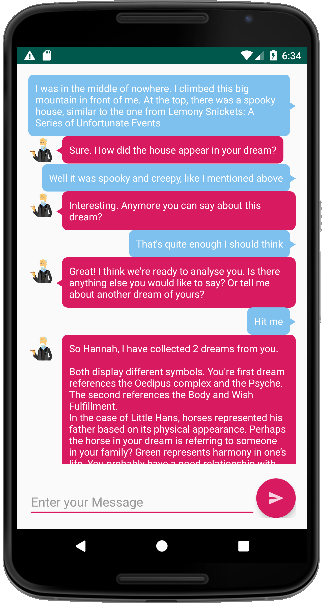 6:34
I was in the middle of nowhere. I climbed this big
mountain in front of me. At the top, there was a spooky
house, similar to the one from Lemony Snickets: A
Series of Unfortunate Events
Sure. How did the house appear in your dream?
Well it was spooky and creepy, like I mentioned above
Interesting. Anymore you can say about this
dream?
That's quite enough I should think
Great! I think we're ready to analyse you. Is there
anything else you would like to say? Or tell me
about another dream of yours?
Hit me
So Hannah, I have collected 2 dreams from you.
Both display different symbols. You're first dream
references the Oedipus complex and the Psyche.
The second references the Body and Wish
Fulfillment.
In the case of Little Hans, horses represented his
father based on its physical appearance. Perhaps
the horse in your dream is referring to someone
in your family? Green represents harmony in one's
life. You probably have a good relationship with
Enter your Message